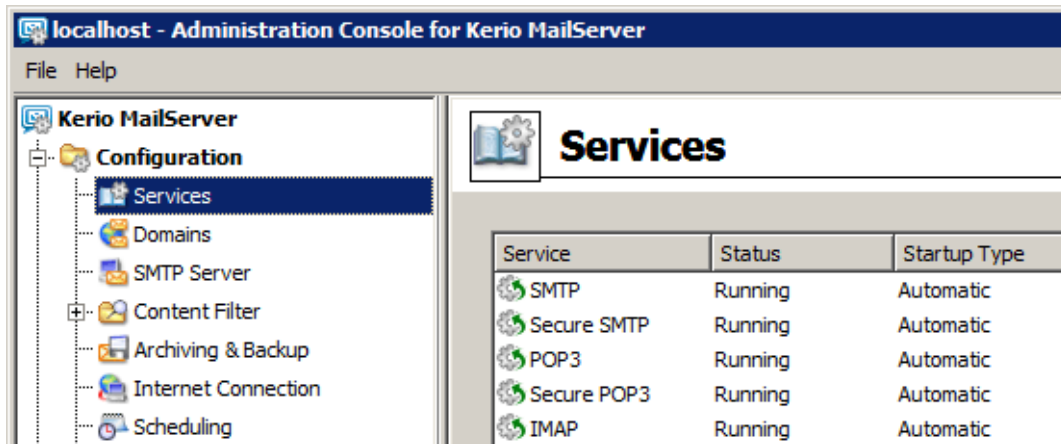 localhost - Administration Console for Kerio MailServer
File Help
Kerio MailServer
Configuration
Services
Domains
SMTP Server
Content Filter
Archiving & Backup
Internet Connection
Scheduling
Services
Service Status Startup Type
SMTP Running Automatic
Secure SMTP Running Automatic
POP3 Running Automatic
Secure POP3 Running Automatic
IMAP Running Automatic